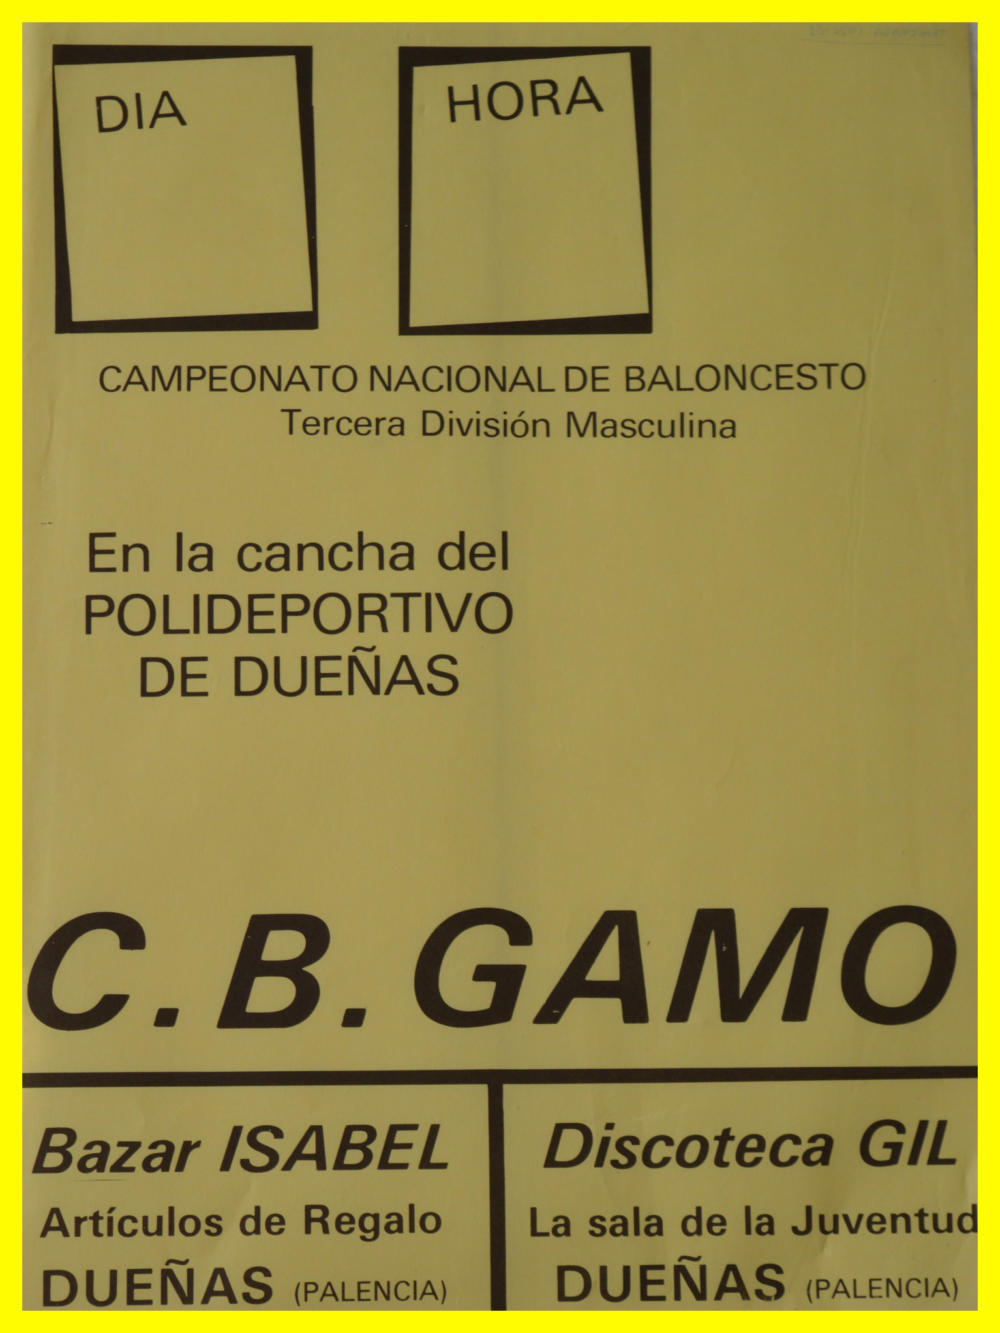 DIA
HORA
CAMPEONATO NACIONAL DE BALONCESTO
Tercera División Masculina
En la cancha del
POLIDEPORTIVO
DE DUEÑAS
C.B. GAMO
Bazar ISABEL
Artículos de Regalo
DUEÑAS (PALENCIA)
Discoteca GIL
La sala de la Juventud
DUEÑAS (PALENCIA)